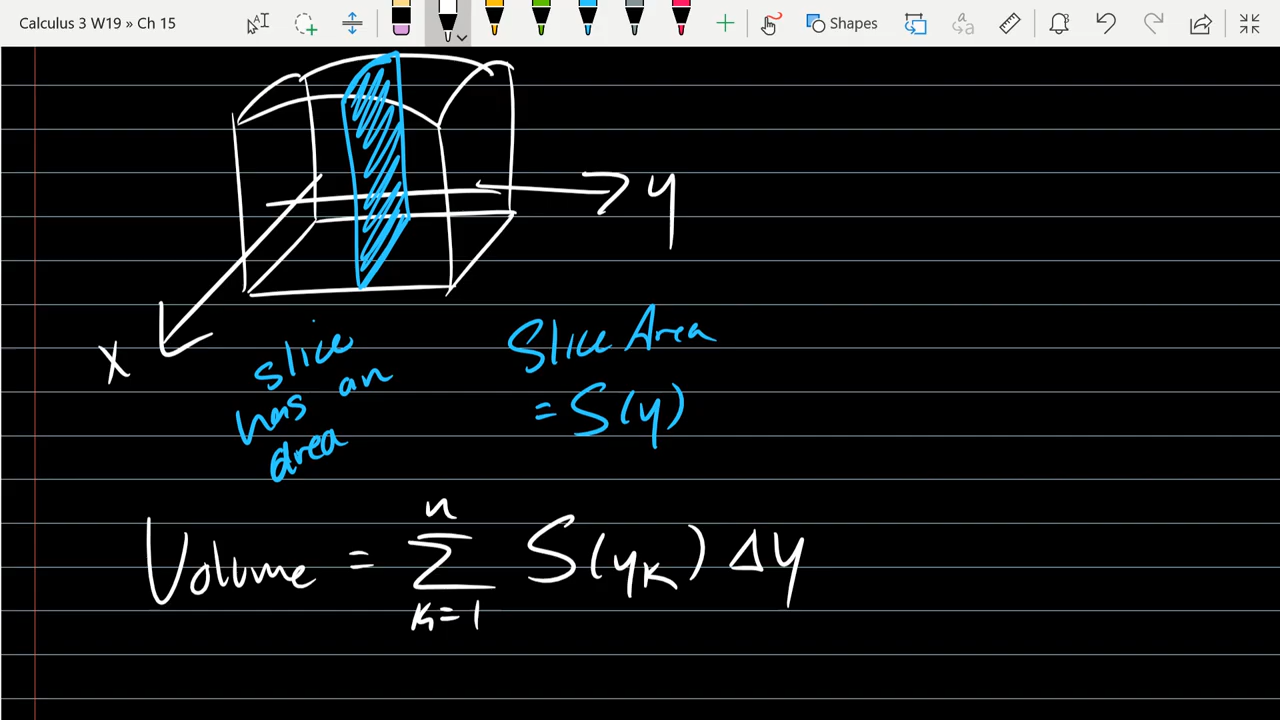 Calculus 3 W19 » Ch 15
Shapes
y
x
slice
has an
area
Slice Area
= S(y)
n
Volume = Σ S(yₖ) Δy
k=1